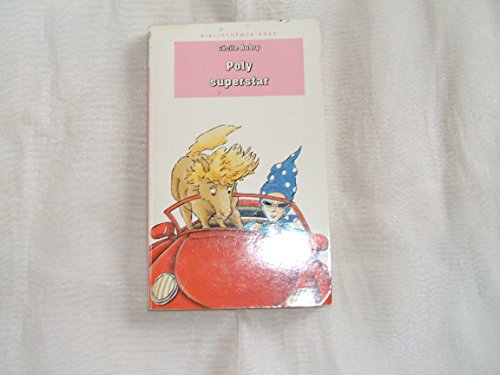 BIBLIOTHEQUE ROSE
Cécile Aubry
Poly
superstar